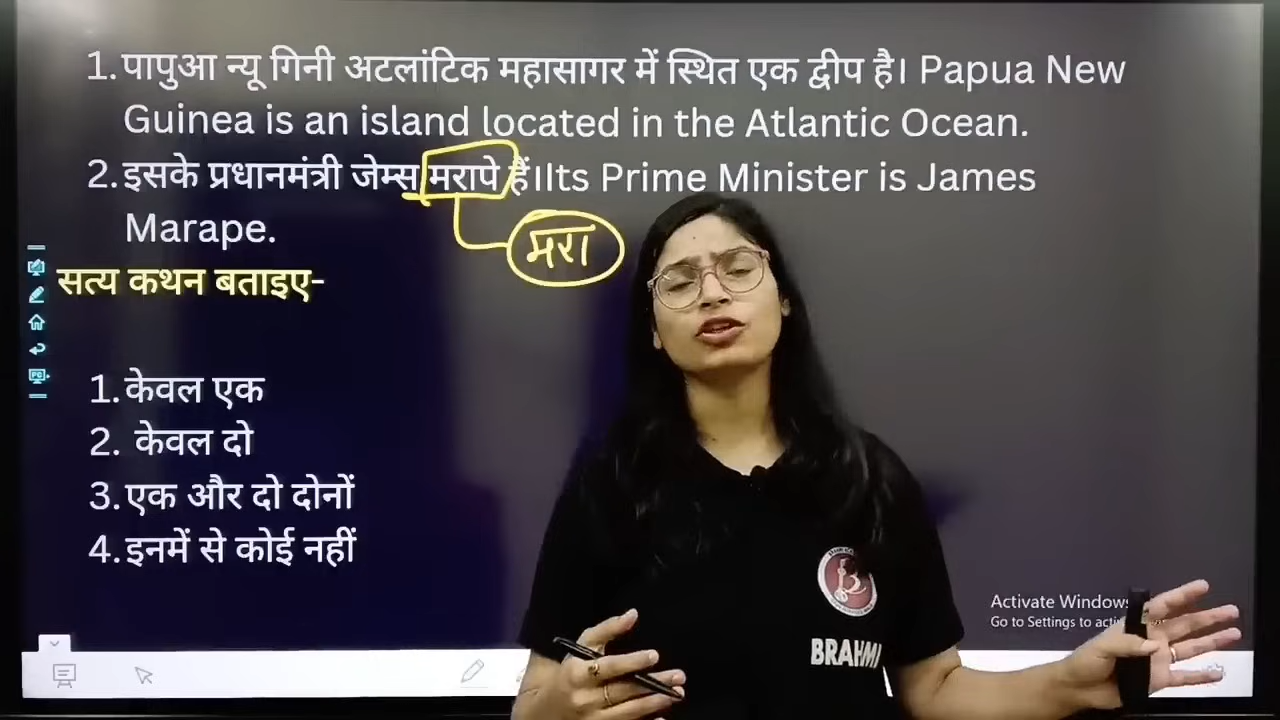 1. पापुआ न्यू गिनी अटलांटिक महासागर में स्थित एक द्वीप है। Papua New
Guinea is an island located in the Atlantic Ocean.
2. इसके प्रधानमंत्री जेम्स मरापे हैं।Its Prime Minister is James
Marape.
मरा
सत्य कथन बताइए-
1. केवल एक
2. केवल दो
3. एक और दो दोनों
4. इनमें से कोई नहीं
Activate Windows
Go to Settings to
BRAHMI